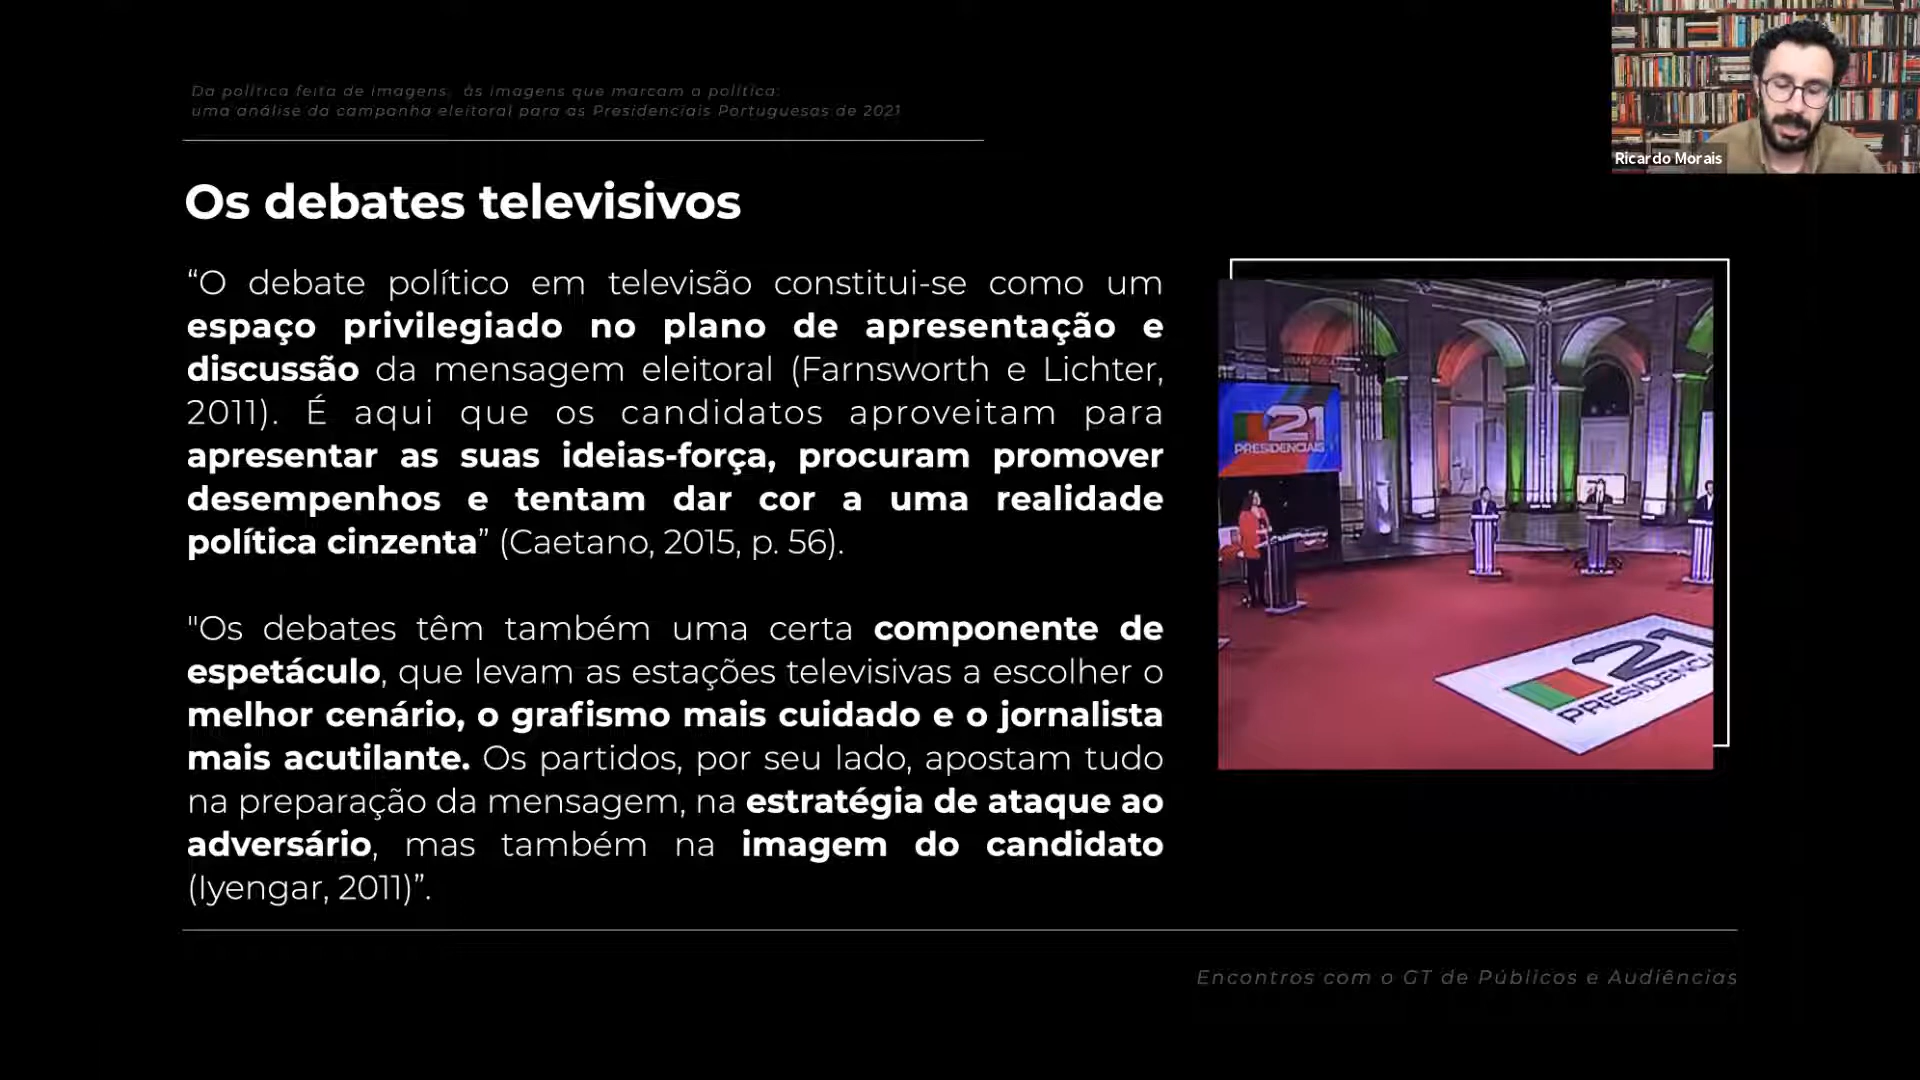 Da política feita de imagens, às imagens que marcam a política:
uma análise da campanha eleitoral para as Presidenciais Portuguesas de 2021
Ricardo Morais
Os debates televisivos
“O debate político em televisão constitui-se como um
espaço privilegiado no plano de apresentação e
discussão da mensagem eleitoral (Farnsworth e Lichter,
2011). É aqui que os candidatos aproveitam para
apresentar as suas ideias-força, procuram promover
desempenhos e tentam dar cor a uma realidade
política cinzenta” (Caetano, 2015, p. 56).
"Os debates têm também uma certa componente de
espetáculo, que levam as estações televisivas a escolher o
melhor cenário, o grafismo mais cuidado e o jornalista
mais acutilante. Os partidos, por seu lado, apostam tudo
na preparação da mensagem, na estratégia de ataque ao
adversário, mas também na imagem do candidato
(Iyengar, 2011)”.
21
PRESIDENCIAIS
21
PRESIDENCIA
Encontros com o GT de Públicos e Audiências